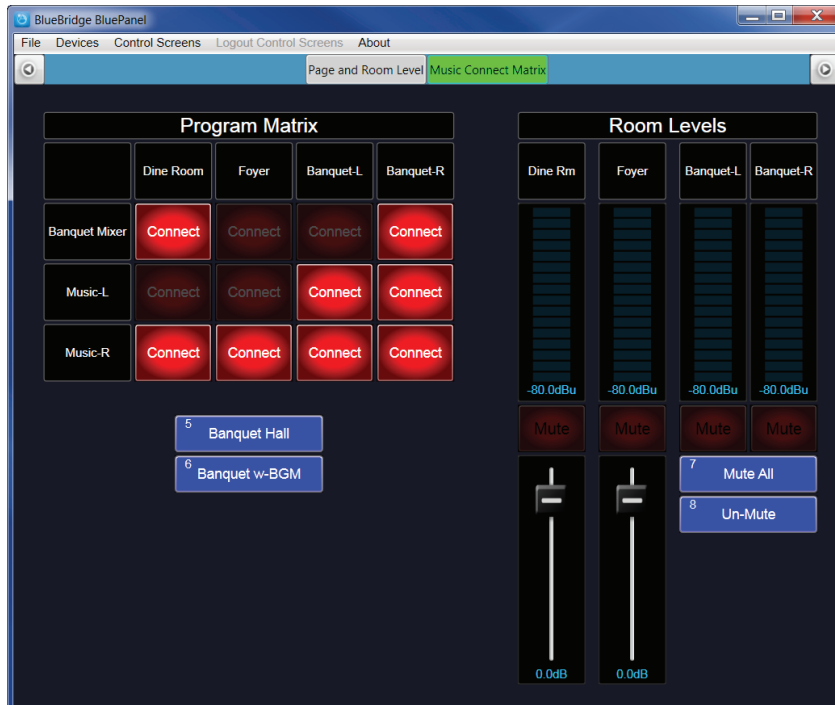 BlueBridge BluePanel
File Devices Control Screens Logout Control Screens About
Page and Room Level Music Connect Matrix
Program Matrix
Dine Room Foyer Banquet-L Banquet-R
Banquet Mixer Connect Connect Connect Connect
Music-L Connect Connect Connect Connect
Music-R Connect Connect Connect Connect
5 Banquet Hall
6 Banquet w-BGM
Room Levels
Dine Rm Foyer Banquet-L Banquet-R
-80.0dBu -80.0dBu -80.0dBu -80.0dBu
Mute Mute Mute Mute
7 Mute All
8 Un-Mute
0.0dB 0.0dB